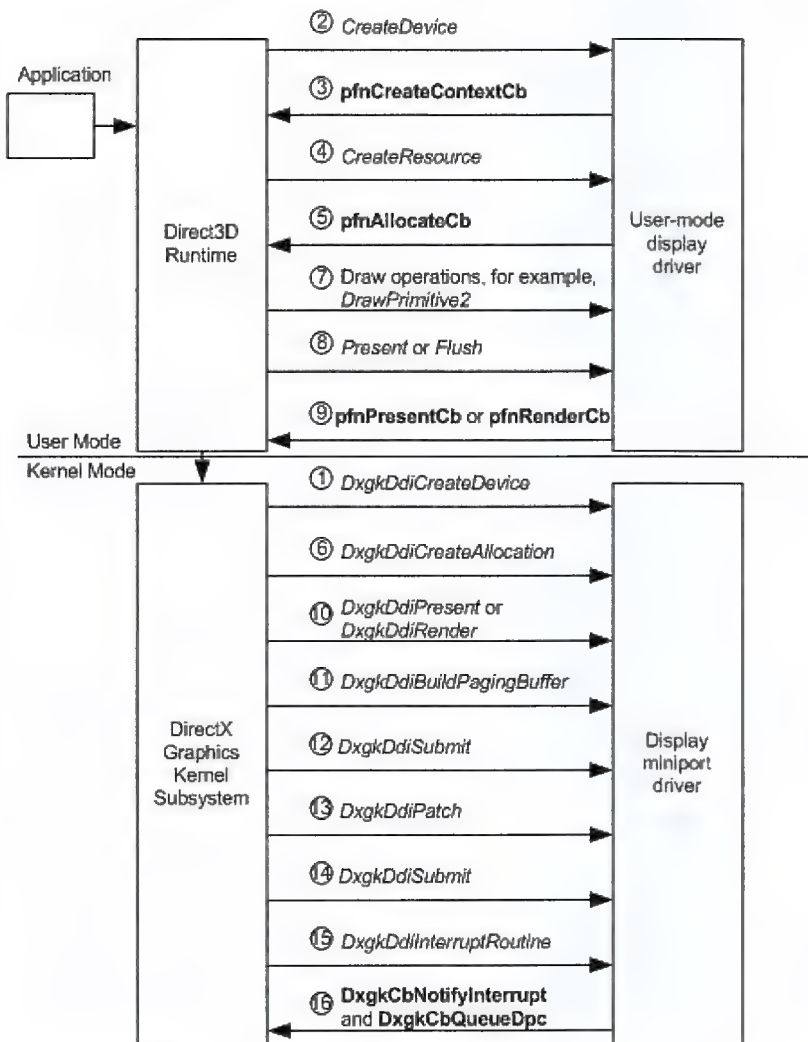 ② CreateDevice
Application
③ pfnCreateContextCb
④ CreateResource
⑤ pfnAllocateCb
Direct3D
Runtime
User-mode
display
driver
⑦ Draw operations, for example,
DrawPrimitive2
⑧ Present or Flush
⑨ pfnPresentCb or pfnRenderCb
User Mode
Kernel Mode
① DxgkDdiCreateDevice
⑥ DxgkDdiCreateAllocation
⑩ DxgkDdiPresent or
DxgkDdiRender
⑪ DxgkDdiBuildPagingBuffer
DirectX
Graphics
Kernel
Subsystem
Display
miniport
driver
⑫ DxgkDdiSubmit
⑬ DxgkDdiPatch
⑭ DxgkDdiSubmit
⑮ DxgkDdiInterruptRoutine
⑯ DxgkCbNotifyInterrupt
and DxgkCbQueueDpc